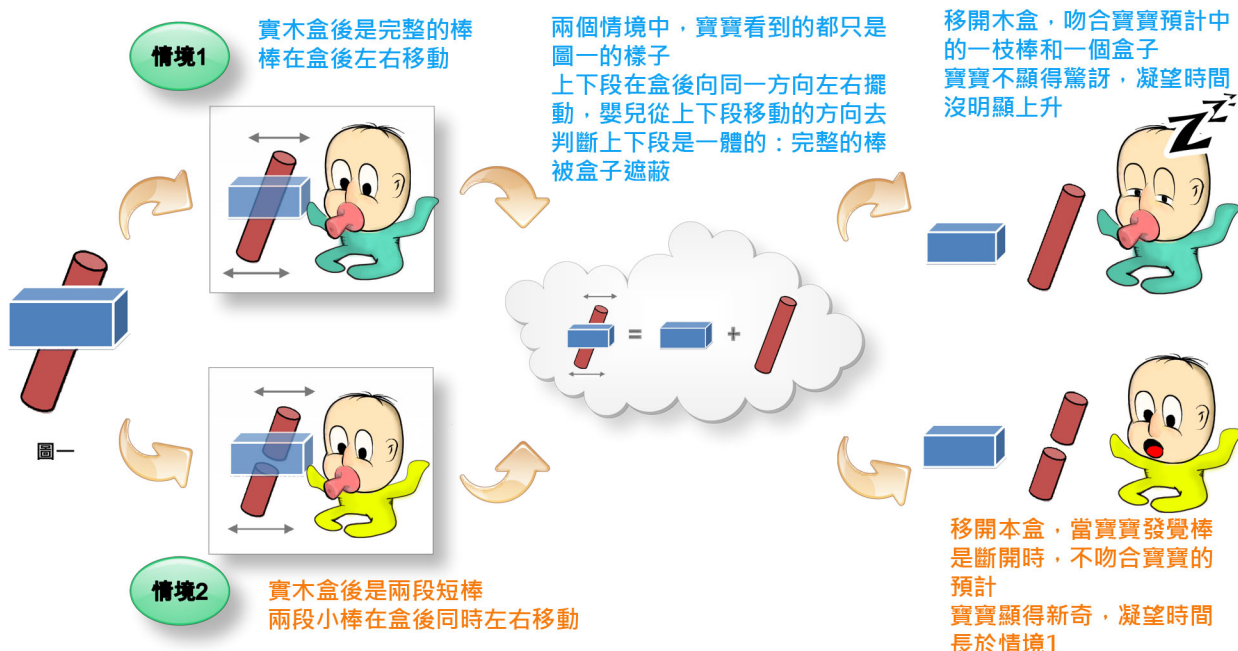 情境1
實木盒後是完整的棒
棒在盒後左右移動
兩個情境中，寶寶看到的都只是
圖一的樣子
上下段在盒後向同一方向左右擺
動，嬰兒從上下段移動的方向去
判斷上下段是一體的：完整的棒
被盒子遮蔽
移開木盒，吻合寶寶預計中
的一枝棒和一個盒子
寶寶不顯得驚訝，凝望時間
沒明顯上升
ZZZ
=
+
圖一
情境2
實木盒後是兩段短棒
兩段小棒在盒後同時左右移動
移開本盒，當寶寶發覺棒
是斷開時，不吻合寶寶的
預計
寶寶顯得新奇，凝望時間
長於情境1